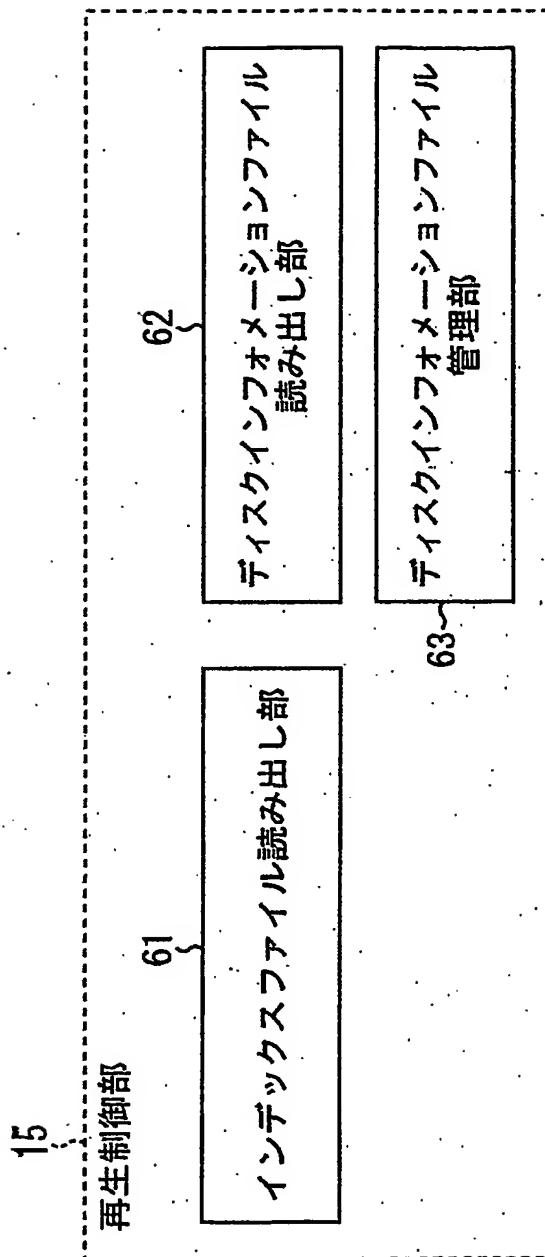 15
再生制御部
61
インデックスファイル読み出し部
62
ディスクインフォメーションファイル
読み出し部
63
ディスクインフォメーションファイル
管理部